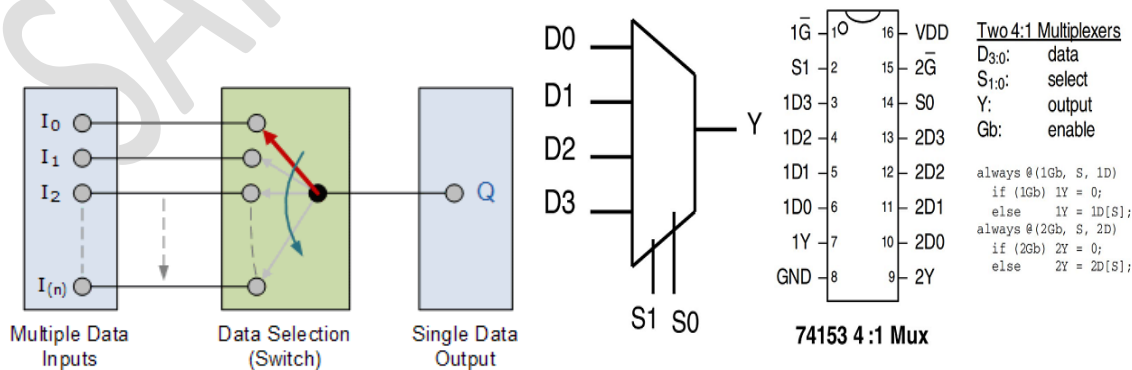 SA
I0
I1
I2
I(n)
Q
Multiple Data
Inputs
Data Selection
(Switch)
Single Data
Output
D0
D1
D2
D3
Y
S1 S0
1G̅ 1 16 VDD
S1 2 15 2G̅
1D3 3 14 S0
1D2 4 13 2D3
1D1 5 12 2D2
1D0 6 11 2D1
1Y 7 10 2D0
GND 8 9 2Y
74153 4 :1 Mux
Two 4:1 Multiplexers
D3:0: data
S1:0: select
Y: output
Gb: enable
always @(1Gb, S, 1D)
if (1Gb) 1Y = 0;
else 1Y = 1D[S];
always @(2Gb, S, 2D)
if (2Gb) 2Y = 0;
else 2Y = 2D[S];